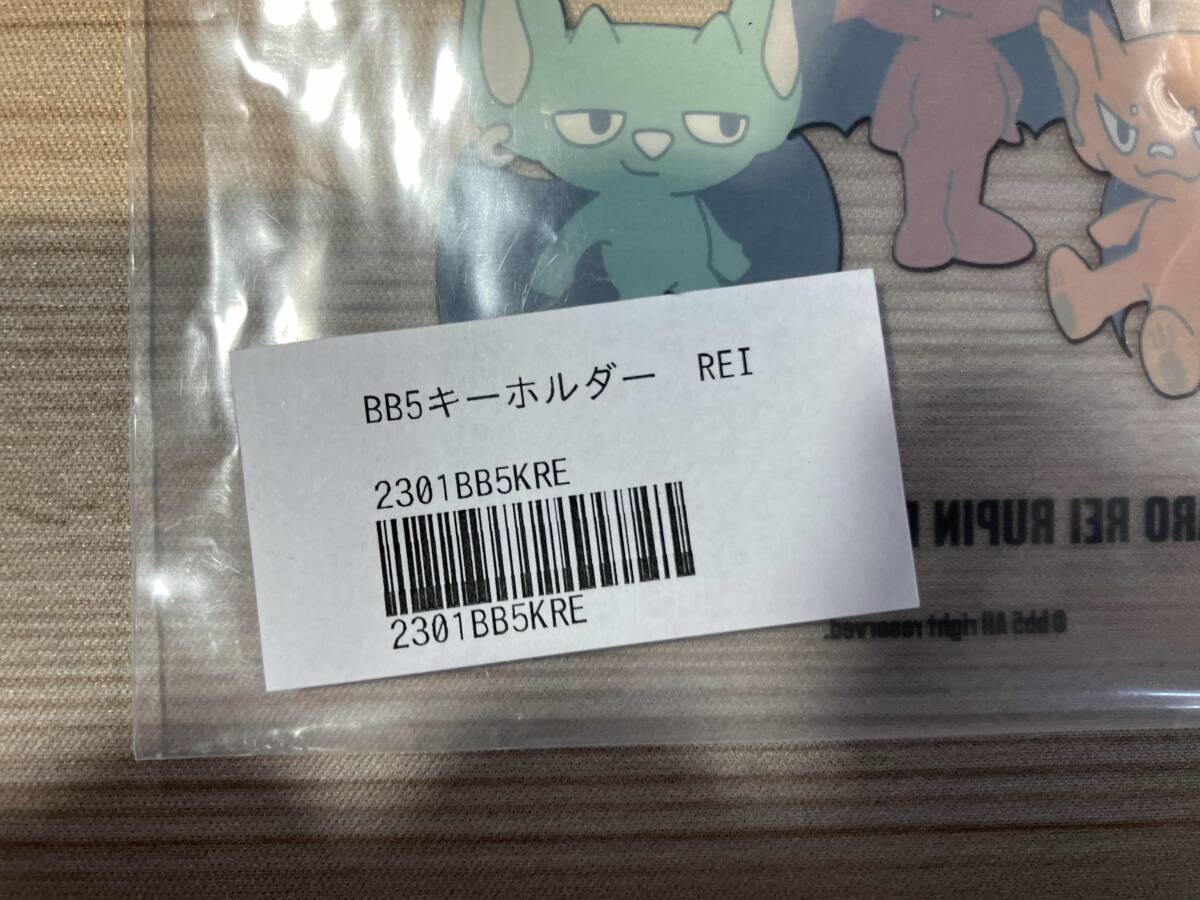 BB5キーホルダー　REI
2301BB5KRE
2301BB5KRE
RO REI RUPIN
© bb5 All right reserved.